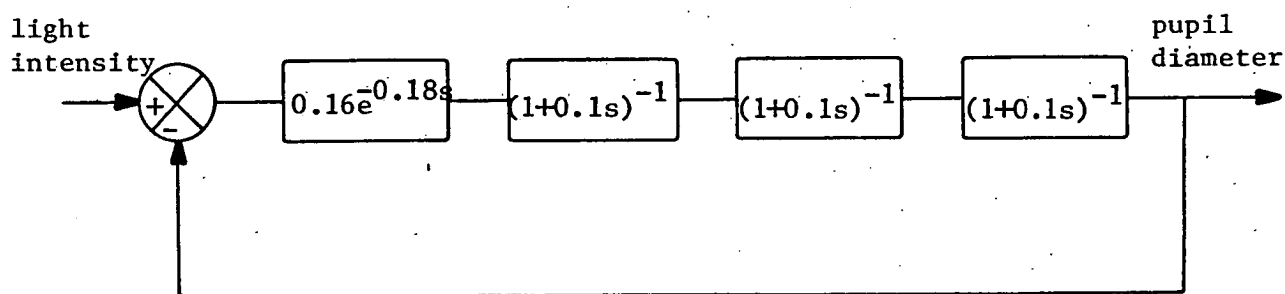 light
intensity
pupil
diameter
+
-
0.16e^-0.18s
(1+0.1s)^-1
(1+0.1s)^-1
(1+0.1s)^-1